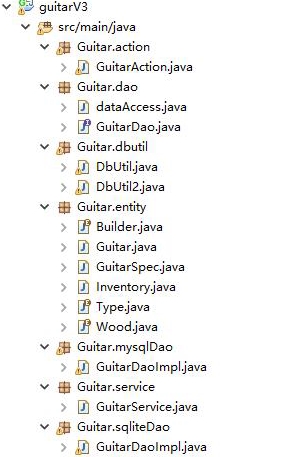 guitarV3
src/main/java
Guitar.action
GuitarAction.java
Guitar.dao
dataAccess.java
GuitarDao.java
Guitar.dbutil
DbUtil.java
DbUtil2.java
Guitar.entity
Builder.java
Guitar.java
GuitarSpec.java
Inventory.java
Type.java
Wood.java
Guitar.mysqlDao
GuitarDaoImpl.java
Guitar.service
GuitarService.java
Guitar.sqliteDao
GuitarDaoImpl.java